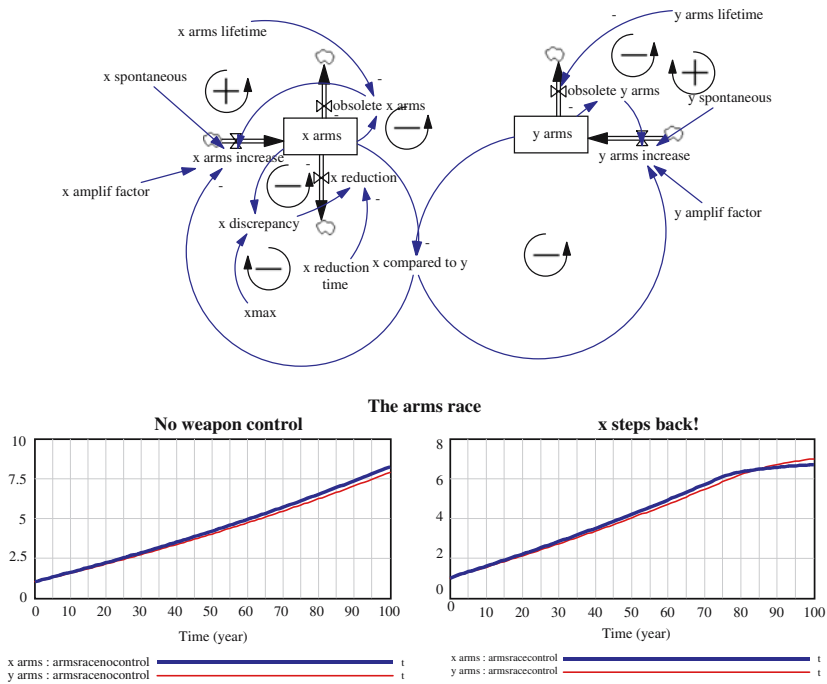 x arms lifetime
y arms lifetime
x spontaneous
y spontaneous
obsolete x arms
obsolete y arms
x arms
y arms
x arms increase
y arms increase
x reduction
x amplif factor
y amplif factor
x discrepancy
x reduction
time
x compared to y
xmax
The arms race
No weapon control
10
7.5
5
2.5
0
0 10 20 30 40 50 60 70 80 90 100
Time (year)
x arms : armsracenocontrol t
y arms : armsracenocontrol t
x steps back!
8
6
4
2
0
0 10 20 30 40 50 60 70 80 90 100
Time (year)
x arms : armsracecontrol t
y arms : armsracecontrol t